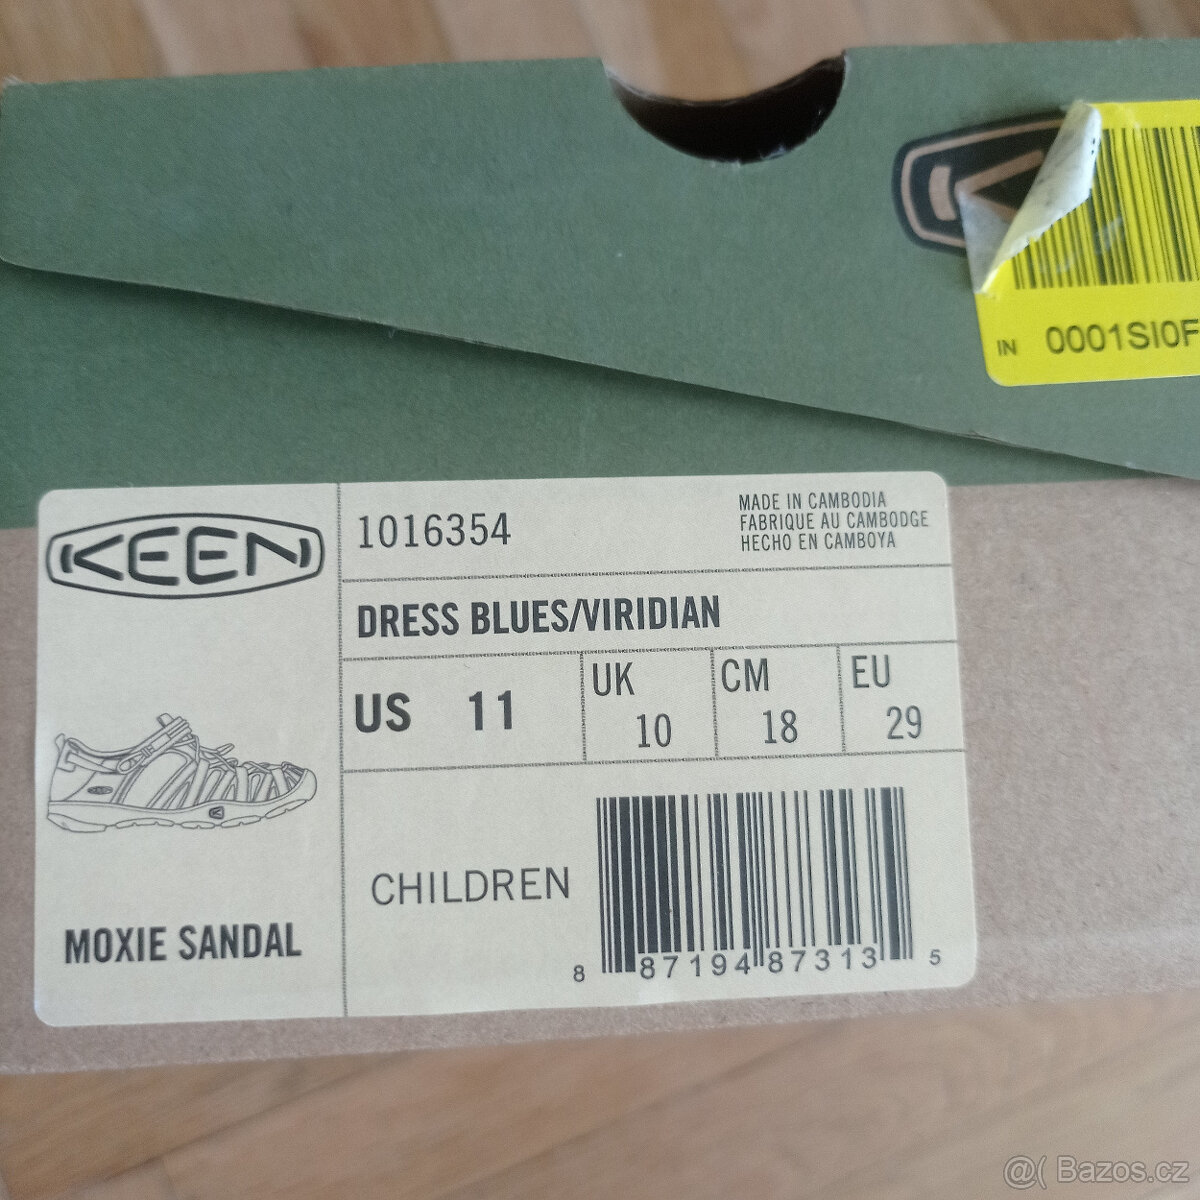 IN 0001SI0F
KEEN
1016354
MADE IN CAMBODIA
FABRIQUE AU CAMBODGE
HECHO EN CAMBOYA
DRESS BLUES/VIRIDIAN
US 11
UK 10
CM 18
EU 29
MOXIE SANDAL
CHILDREN
8 87194 87313 5
@( Bazos.cz